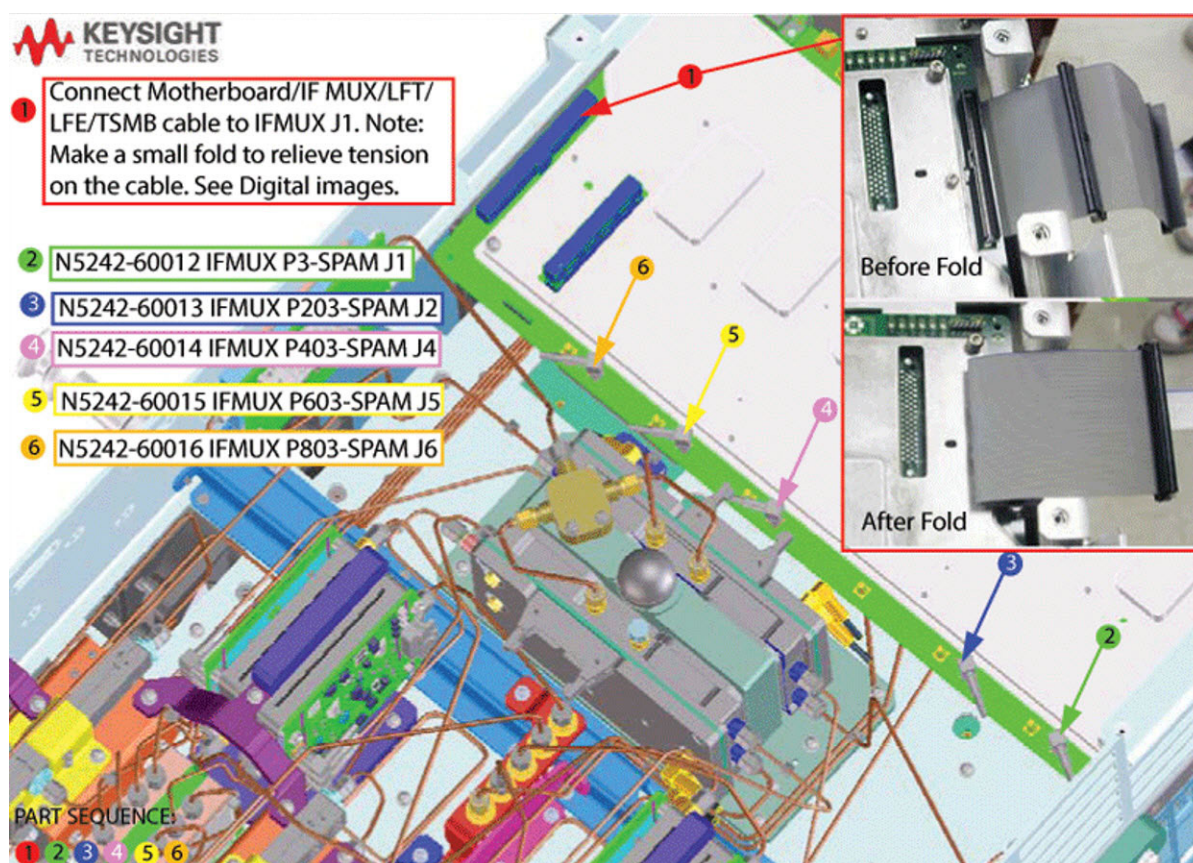 KEYSIGHT
TECHNOLOGIES
1
Connect Motherboard/IF MUX/LFT/
LFE/TSMB cable to IFMUX J1. Note:
Make a small fold to relieve tension
on the cable. See Digital images.
2 N5242-60012 IFMUX P3-SPAM J1
3 N5242-60013 IFMUX P203-SPAM J2
4 N5242-60014 IFMUX P403-SPAM J4
5 N5242-60015 IFMUX P603-SPAM J5
6 N5242-60016 IFMUX P803-SPAM J6
1
Before Fold
After Fold
6
5
4
3
2
PART SEQUENCE:
1 2 3 4 5 6